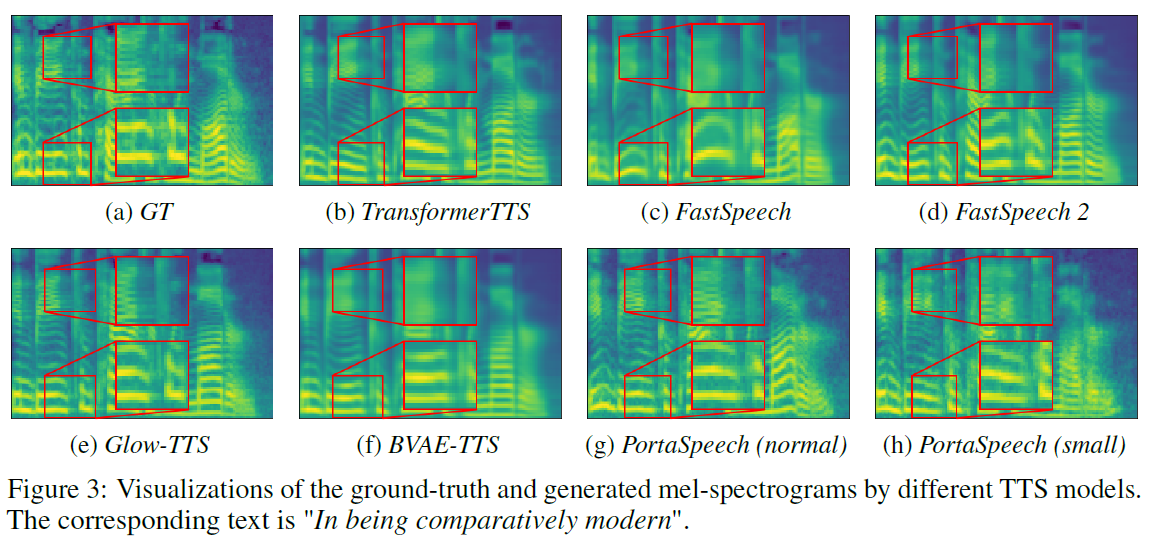 (a) GT
(b) TransformerTTS
(c) FastSpeech
(d) FastSpeech 2
(e) Glow-TTS
(f) BVAE-TTS
(g) PortaSpeech (normal)
(h) PortaSpeech (small)
Figure 3: Visualizations of the ground-truth and generated mel-spectrograms by different TTS models.
The corresponding text is "In being comparatively modern".